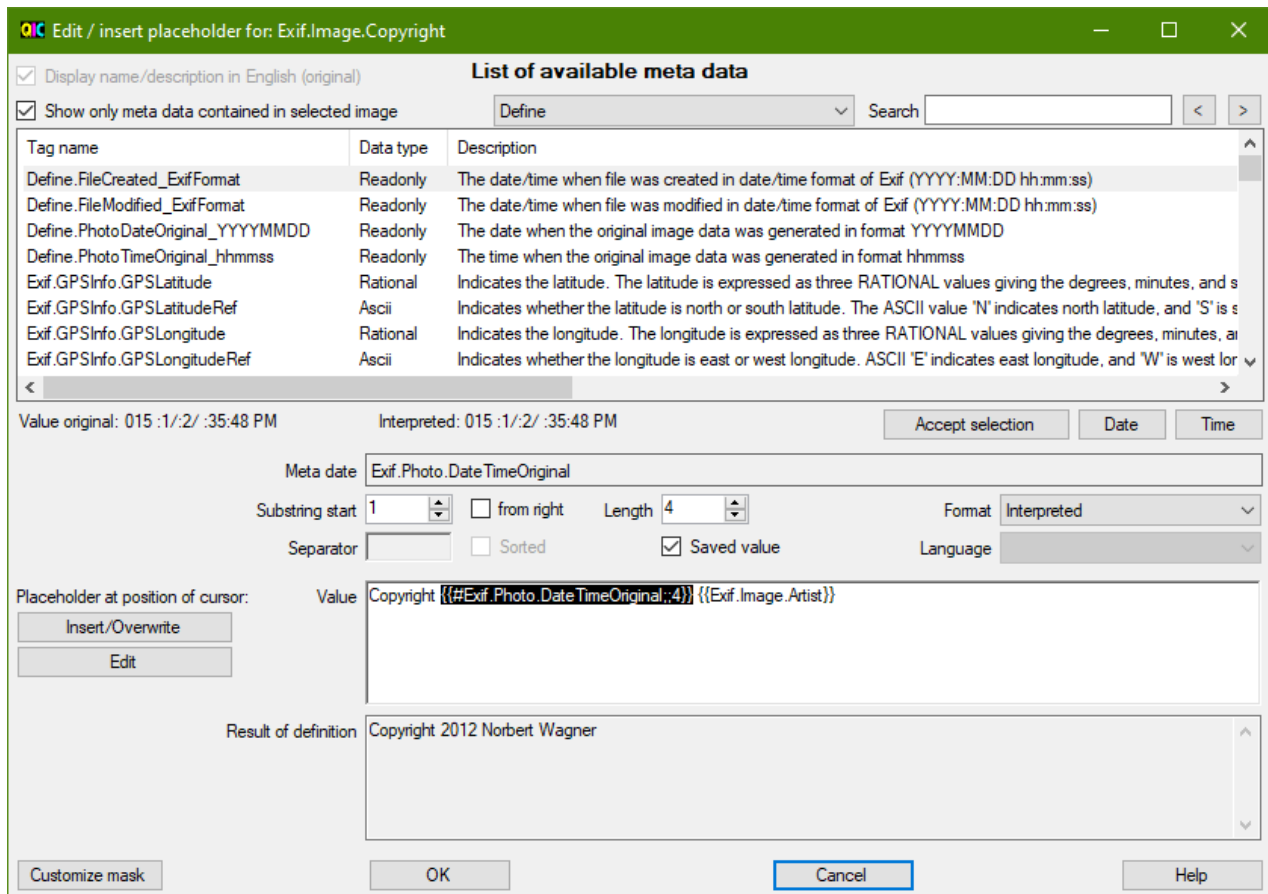 QIC Edit / insert placeholder for: Exif.Image.Copyright
Display name/description in English (original) List of available meta data
Show only meta data contained in selected image Define Search < >
Tag name Data type Description
Define.FileCreated_ExifFormat Readonly The date/time when file was created in date/time format of Exif (YYYY:MM:DD hh:mm:ss)
Define.FileModified_ExifFormat Readonly The date/time when file was modified in date/time format of Exif (YYYY:MM:DD hh:mm:ss)
Define.PhotoDateOriginal_YYYYMMDD Readonly The date when the original image data was generated in format YYYYMMDD
Define.PhotoTimeOriginal_hhmmss Readonly The time when the original image data was generated in format hhmmss
Exif.GPSInfo.GPSLatitude Rational Indicates the latitude. The latitude is expressed as three RATIONAL values giving the degrees, minutes, and s
Exif.GPSInfo.GPSLatitudeRef Ascii Indicates whether the latitude is north or south latitude. The ASCII value 'N' indicates north latitude, and 'S' is s
Exif.GPSInfo.GPSLongitude Rational Indicates the longitude. The longitude is expressed as three RATIONAL values giving the degrees, minutes, a
Exif.GPSInfo.GPSLongitudeRef Ascii Indicates whether the longitude is east or west longitude. ASCII 'E' indicates east longitude, and 'W' is west lor
Value original: 015 :1/:2/ :35:48 PM Interpreted: 015 :1/:2/ :35:48 PM Accept selection Date Time
Meta date Exif.Photo.DateTimeOriginal
Substring start 1 from right Length 4 Format Interpreted
Separator Sorted Saved value Language
Placeholder at position of cursor: Value Copyright {{#Exif.Photo.DateTimeOriginal;;4}} {{Exif.Image.Artist}}
Insert/Overwrite
Edit
Result of definition Copyright 2012 Norbert Wagner
Customize mask OK Cancel Help